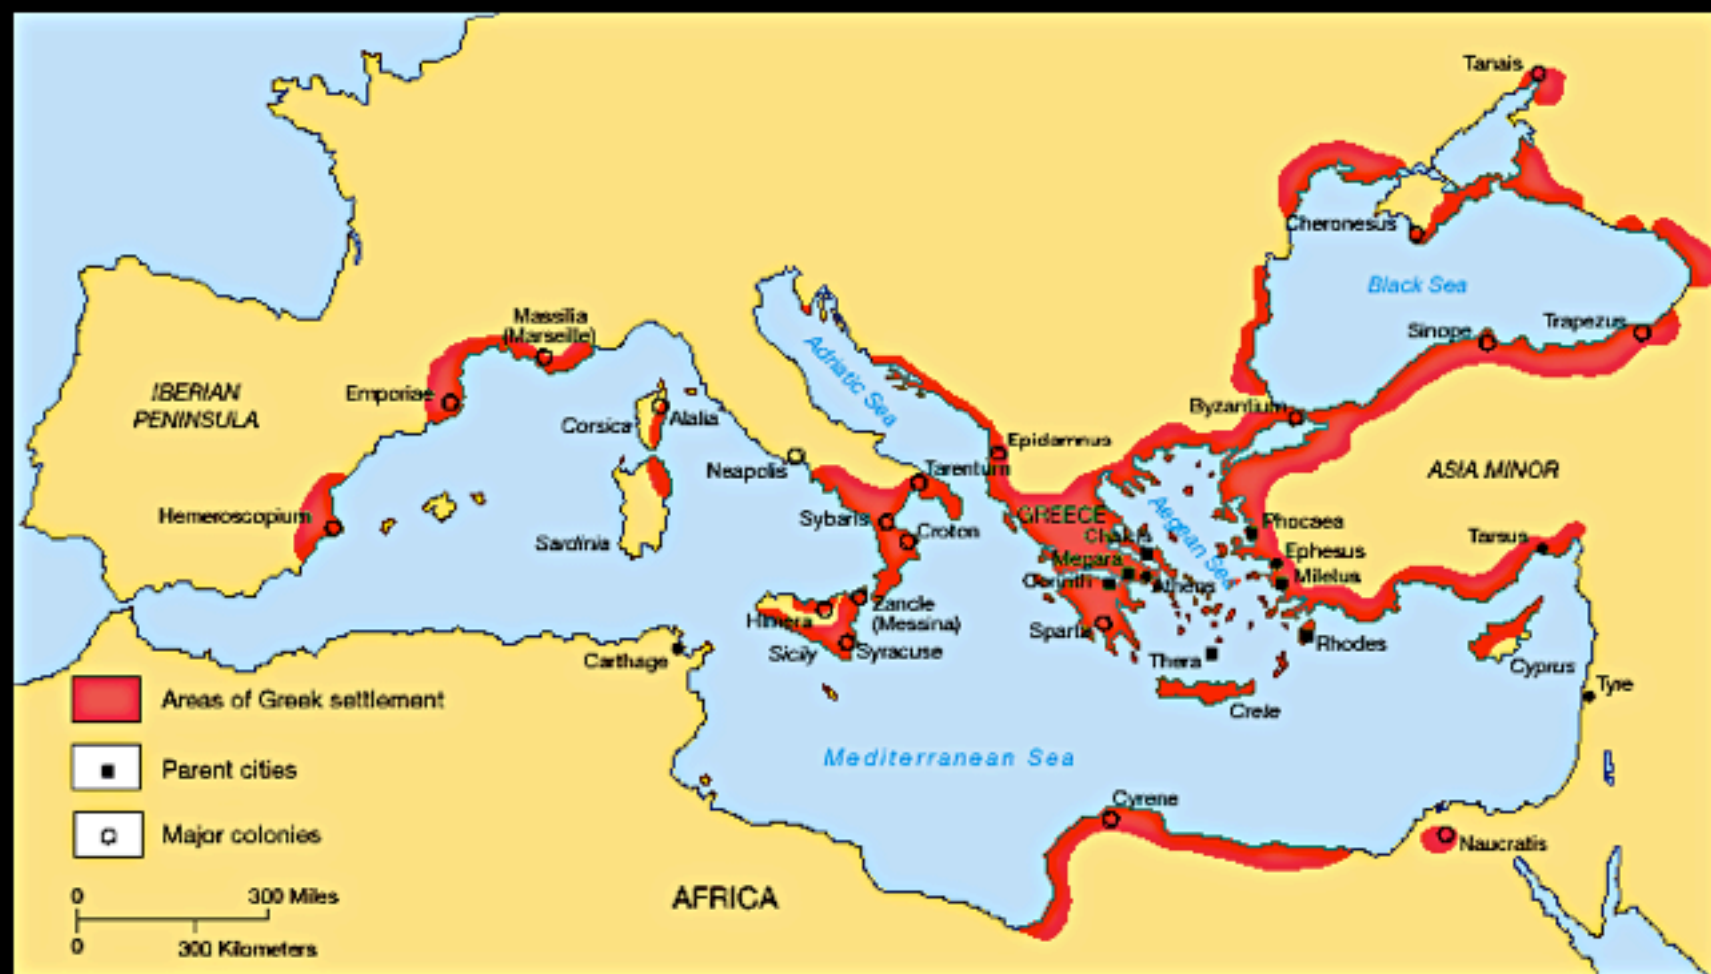 Tanais
Cheronesus
Black Sea
Massilia
(Marseille)
Sinope
Trapezus
Adriatic Sea
IBERIAN
PENINSULA
Emporiae
Corsica
Alalia
Byzantium
Epidamnus
Neapolis
Tarentum
ASIA MINOR
Hemeroscopium
Sybaris
GREECE
Aegean Sea
Phocaea
Croton
Sardinia
Chalcis
Tarsus
Ephesus
Megara
Miletus
Corinth
Athens
Himera
Zancle
(Messina)
Sparta
Rhodes
Carthage
Sicily
Syracuse
Thera
Cyprus
Tyre
Crete
Areas of Greek settlement
Mediterranean Sea
Parent cities
Cyrene
Major colonies
Naucratis
AFRICA
0 300 Miles
0 300 Kilometers